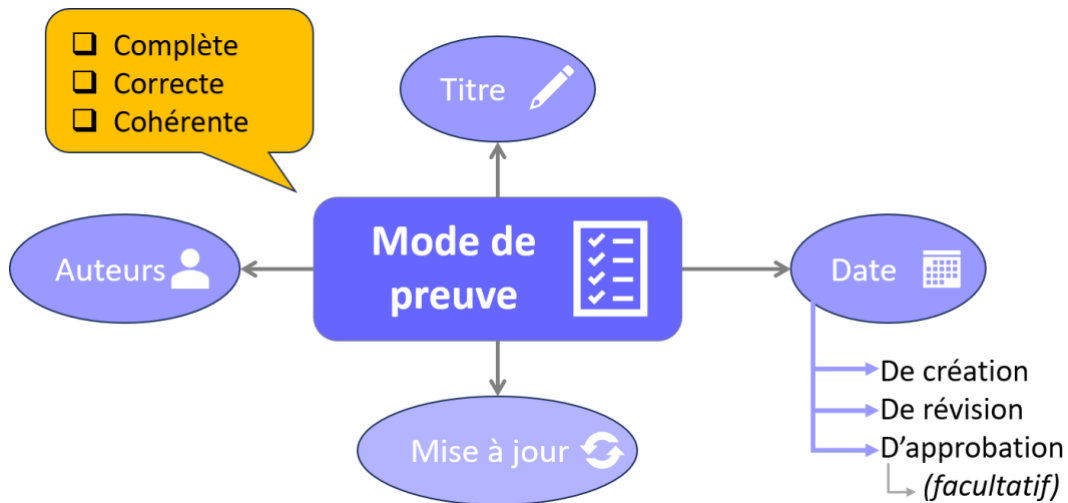 Complète
Correcte
Cohérente
Titre
Mode de
preuve
Auteurs
Date
De création
De révision
D’approbation
(facultatif)
Mise à jour